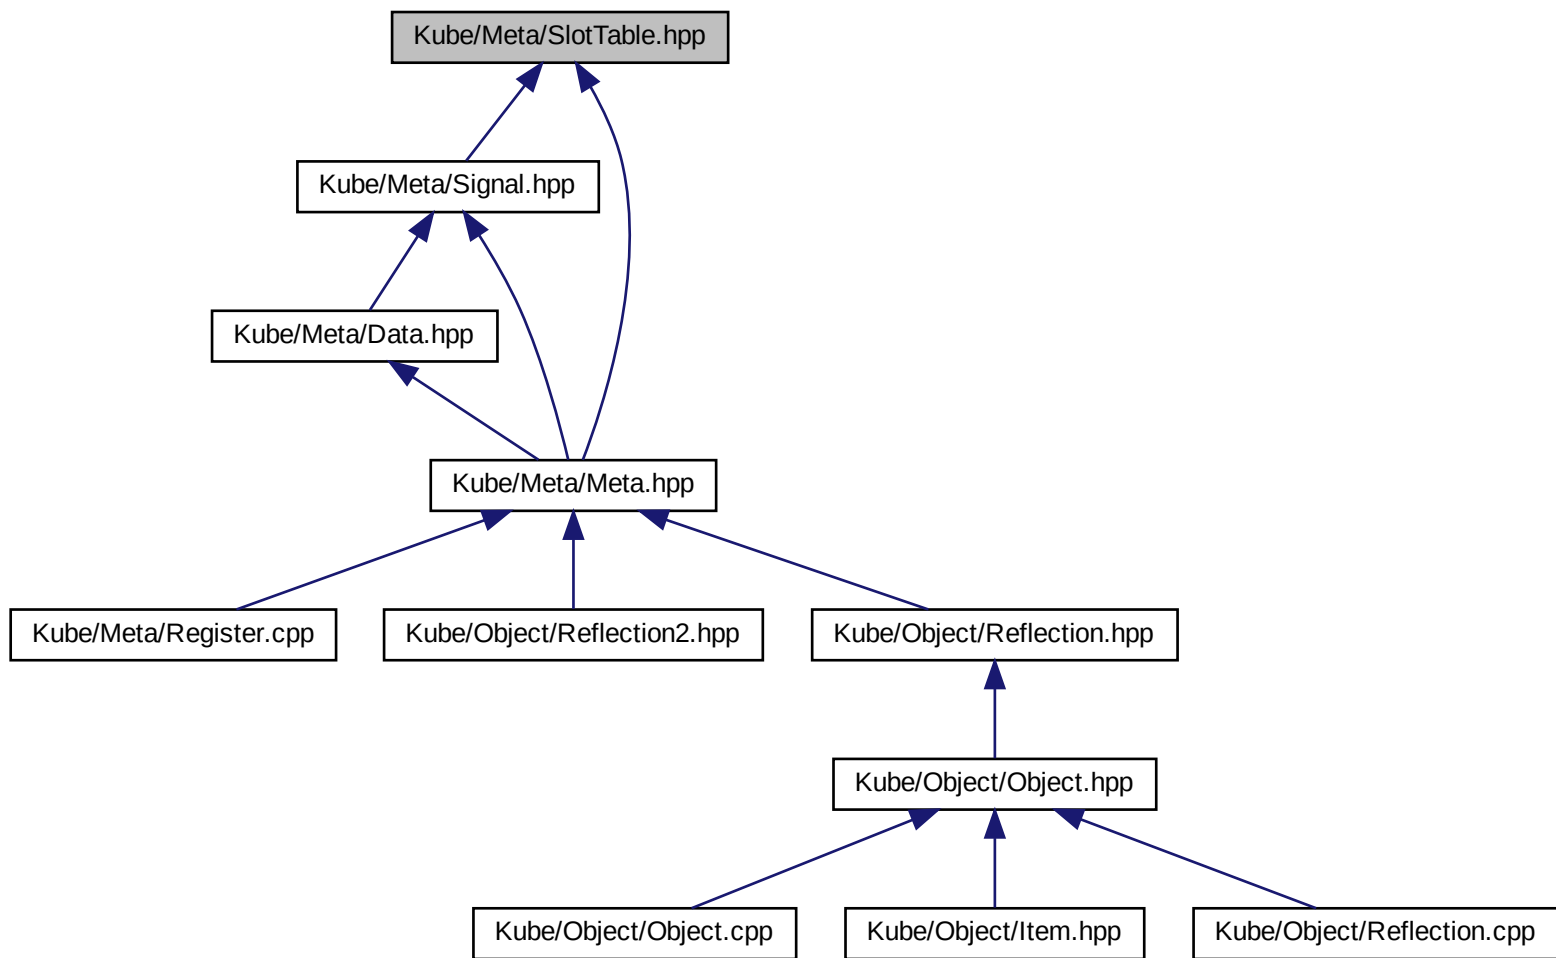 Kube/Meta/SlotTable.hpp
Kube/Meta/Signal.hpp
Kube/Meta/Data.hpp
Kube/Meta/Meta.hpp
Kube/Meta/Register.cpp
Kube/Object/Reflection2.hpp
Kube/Object/Reflection.hpp
Kube/Object/Object.hpp
Kube/Object/Object.cpp
Kube/Object/Item.hpp
Kube/Object/Reflection.cpp